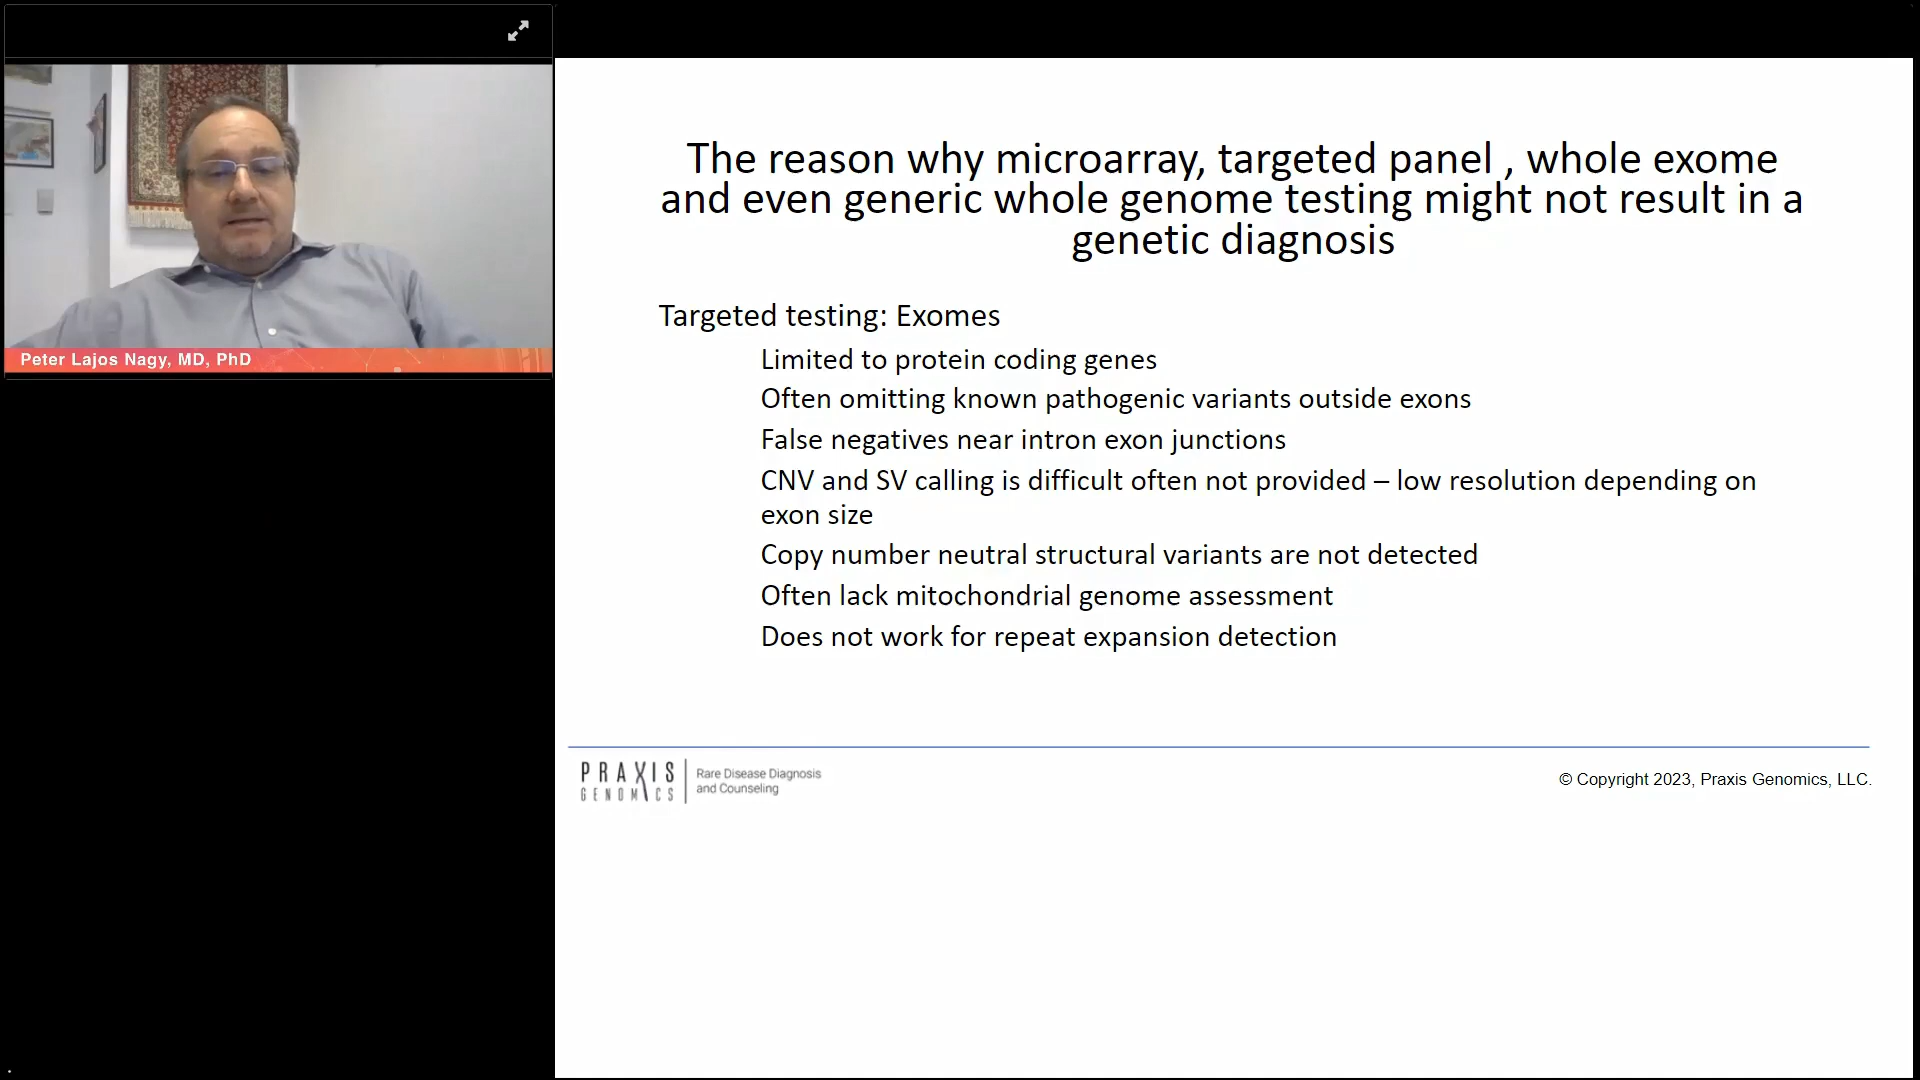 Peter Lajos Nagy, MD, PhD
The reason why microarray, targeted panel , whole exome
and even generic whole genome testing might not result in a
genetic diagnosis
Targeted testing: Exomes
Limited to protein coding genes
Often omitting known pathogenic variants outside exons
False negatives near intron exon junctions
CNV and SV calling is difficult often not provided – low resolution depending on
exon size
Copy number neutral structural variants are not detected
Often lack mitochondrial genome assessment
Does not work for repeat expansion detection
PRAXIS
GENOMICS
Rare Disease Diagnosis
and Counseling
© Copyright 2023, Praxis Genomics, LLC.